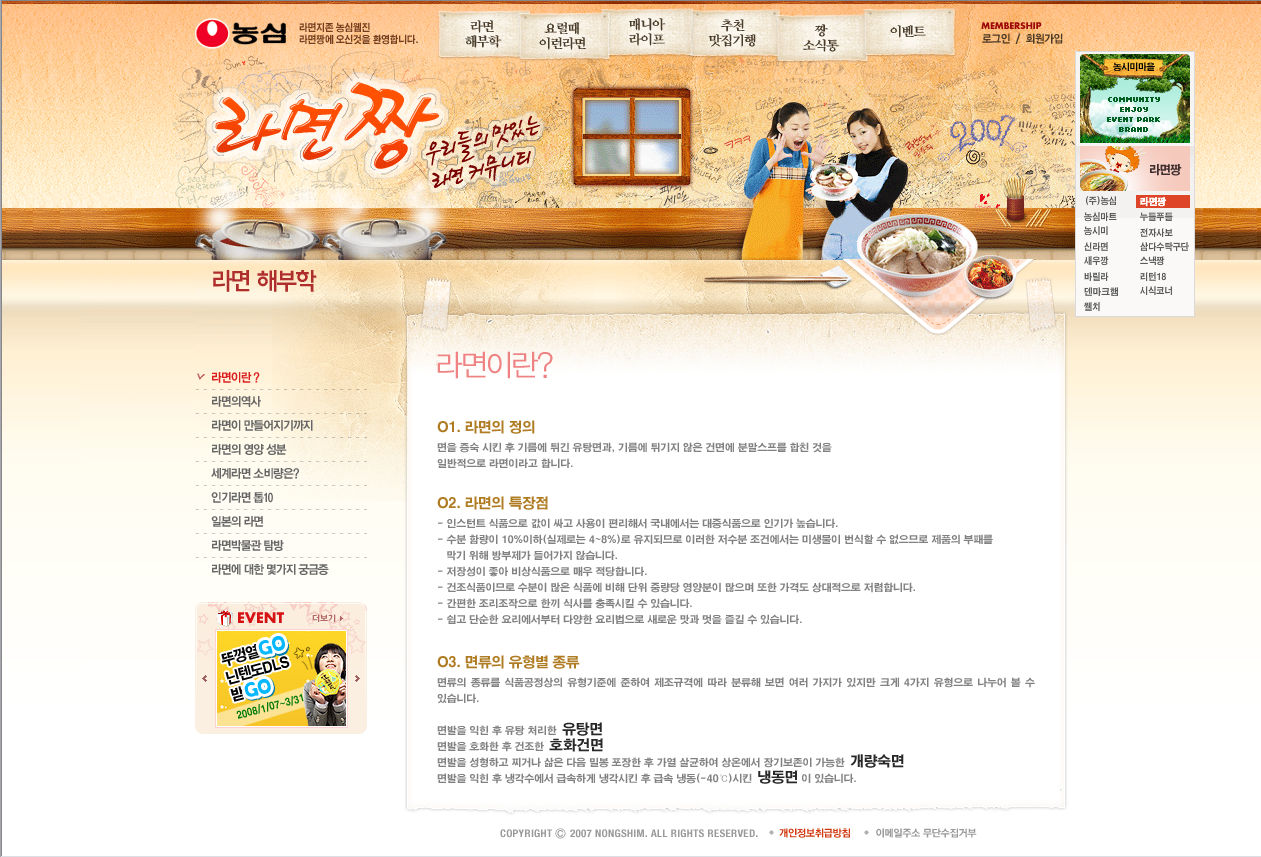 농심
라면지존 농심웹진
라면짱에 오신것을 환영합니다.
라면
해부학
요럴때
이런라면
매니아
라이프
추천
맛집기행
짱
소식통
이벤트
MEMBERSHIP
로그인 / 회원가입
Sun * St
라면짱
우리들의 맛있는
라면 커뮤니티
ㅋㅋㅋ
2007
농시미마을
COMMUNITY
ENJOY
EVENT PARK
BRAND
라면짱
(주)농심
라면짱
농심마트
누들푸들
농시미
전자사보
신라면
삼다수막구단
새우깡
스낵짱
바릴라
리턴18
덴마크햄
시식코너
웰치
라면 해부학
라면이란 ?
라면의역사
라면이 만들어지기까지
라면의 영양 성분
세계라면 소비량은?
인기라면 톱10
일본의 라면
라면박물관 탐방
라면에 대한 몇가지 궁금증
EVENT
더보기
뚜껑열GO
닌텐도DLS
받GO
2008/1/07~3/31
라면이란?
01. 라면의 정의
면을 증숙 시킨 후 기름에 튀긴 유탕면과, 기름에 튀기지 않은 건면에 분말스프를 합친 것을
일반적으로 라면이라고 합니다.
02. 라면의 특장점
- 인스턴트 식품으로 값이 싸고 사용이 편리해서 국내에서는 대중식품으로 인기가 높습니다.
- 수분 함량이 10%이하(실제로는 4~8%)로 유지되므로 이러한 저수분 조건에서는 미생물이 번식할 수 없으므로 제품의 부패를
막기 위해 방부제가 들어가지 않습니다.
- 저장성이 좋아 비상식품으로 매우 적당합니다.
- 건조식품이므로 수분이 많은 식품에 비해 단위 중량당 영양분이 많으며 또한 가격도 상대적으로 저렴합니다.
- 간편한 조리조작으로 한끼 식사를 충족시킬 수 있습니다.
- 쉽고 단순한 요리에서부터 다양한 요리법으로 새로운 맛과 멋을 즐길 수 있습니다.
03. 면류의 유형별 종류
면류의 종류를 식품공정상의 유형기준에 준하여 제조규격에 따라 분류해 보면 여러 가지가 있지만 크게 4가지 유형으로 나누어 볼 수
있습니다.
면발을 익힌 후 유탕 처리한 유탕면
면발을 호화한 후 건조한 호화건면
면발을 성형하고 찌거나 삶은 다음 밀봉 포장한 후 가열 살균하여 상온에서 장기보존이 가능한 개량숙면
면발을 익힌 후 냉각수에서 급속하게 냉각시킨 후 급속 냉동(-40℃)시킨 냉동면 이 있습니다.
COPYRIGHT © 2007 NONGSHIM. ALL RIGHTS RESERVED.
개인정보취급방침
이메일주소 무단수집거부